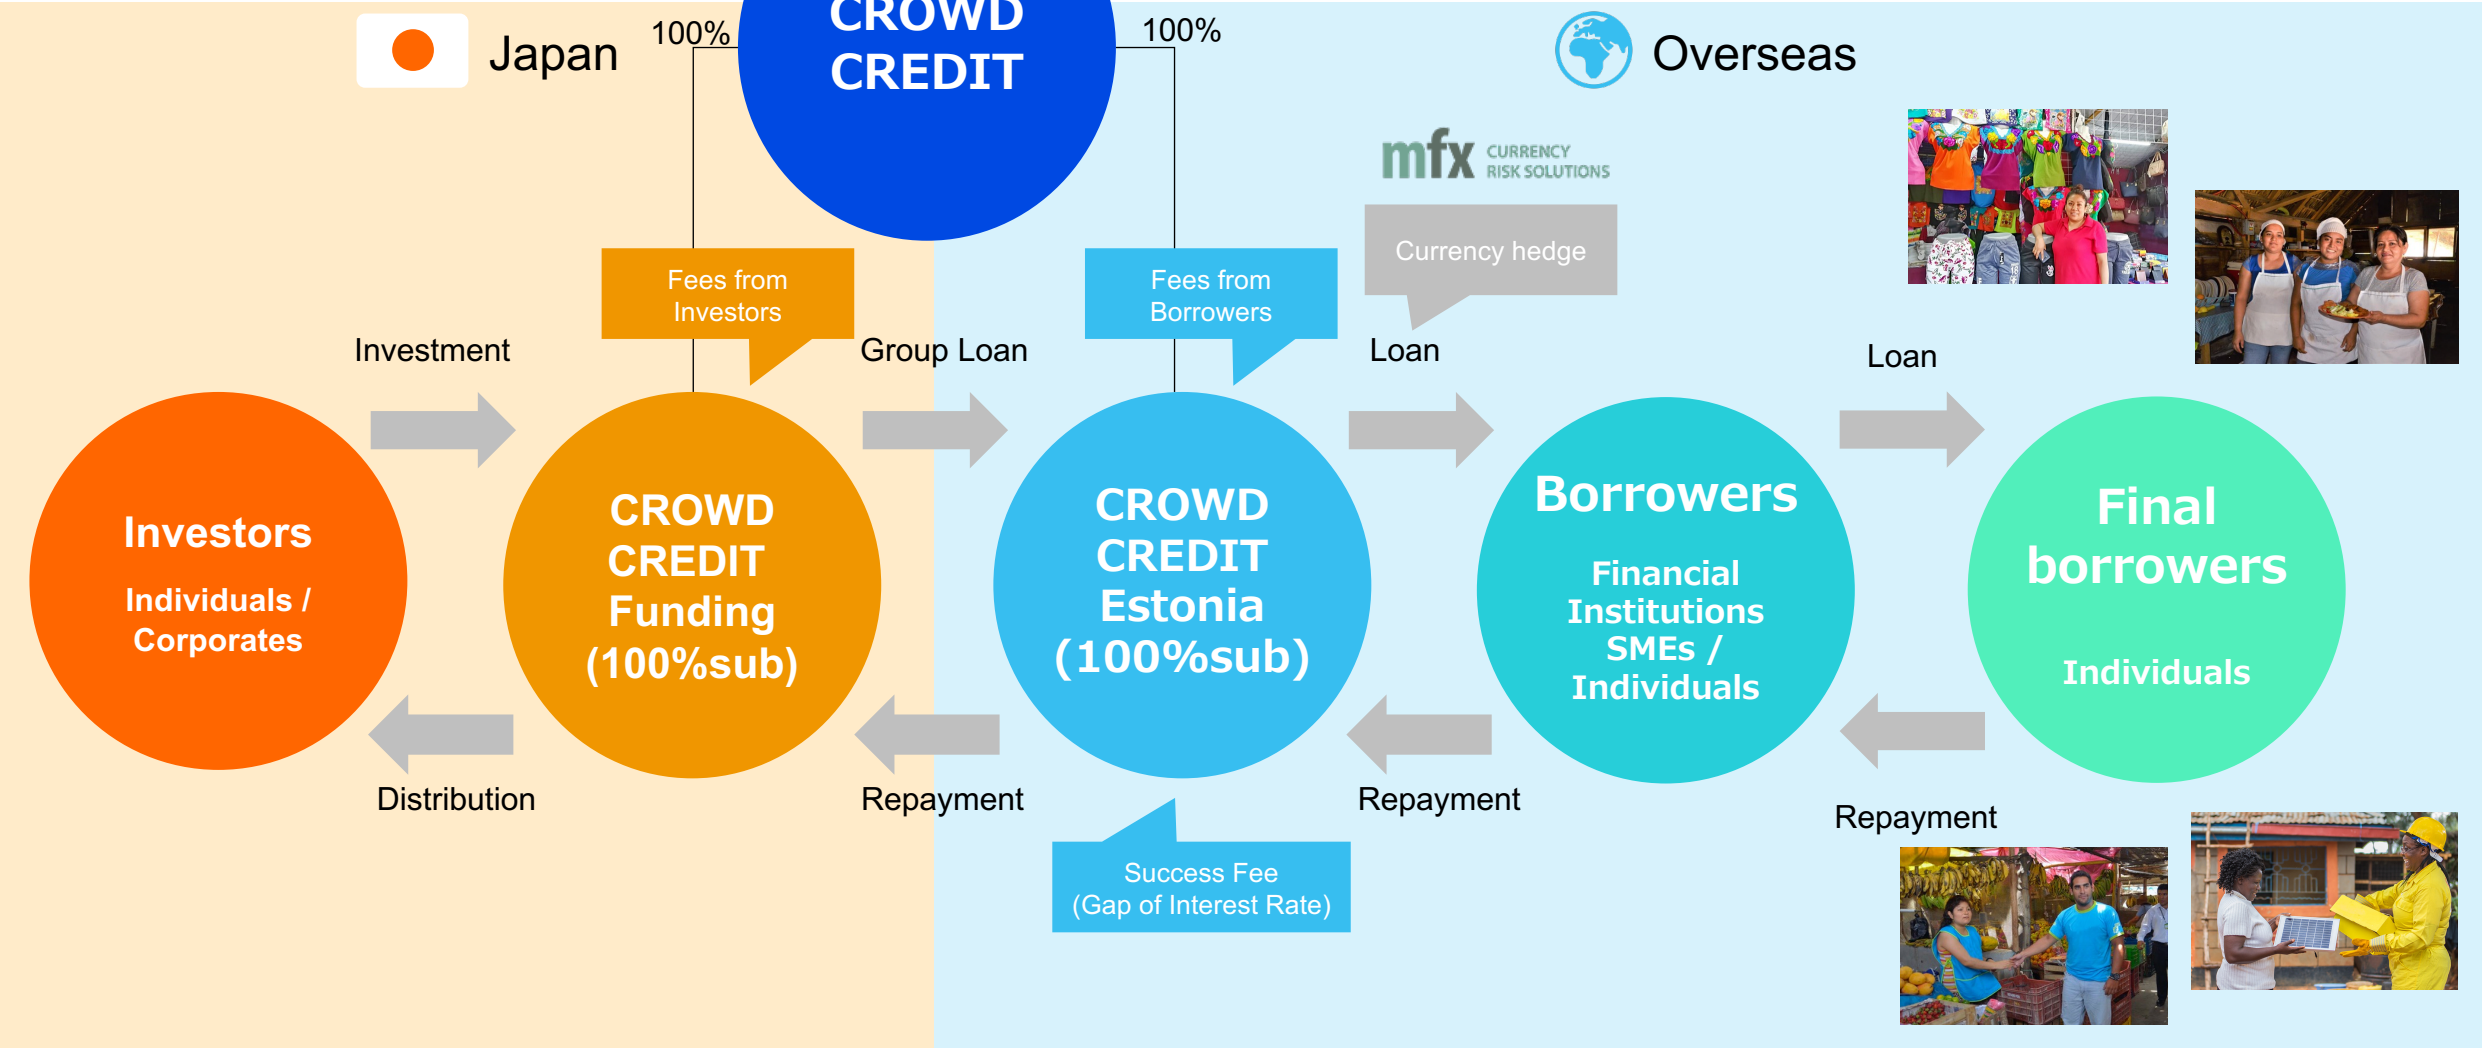 CROWD
CREDIT
Japan
100%
100%
Overseas
mfx CURRENCY
RISK SOLUTIONS
Currency hedge
Fees from
Investors
Fees from
Borrowers
Investment
Group Loan
Loan
Loan
Investors
Individuals /
Corporates
CROWD
CREDIT
Funding
(100%sub)
CROWD
CREDIT
Estonia
(100%sub)
Borrowers
Financial
Institutions
SMEs /
Individuals
Final
borrowers
Individuals
Distribution
Repayment
Repayment
Repayment
Success Fee
(Gap of Interest Rate)